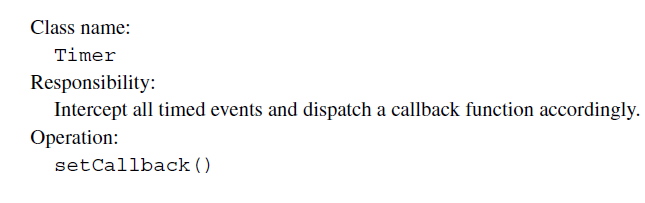 Class name:
Timer
Responsibility:
Intercept all timed events and dispatch a callback function accordingly.
Operation:
setCallback()